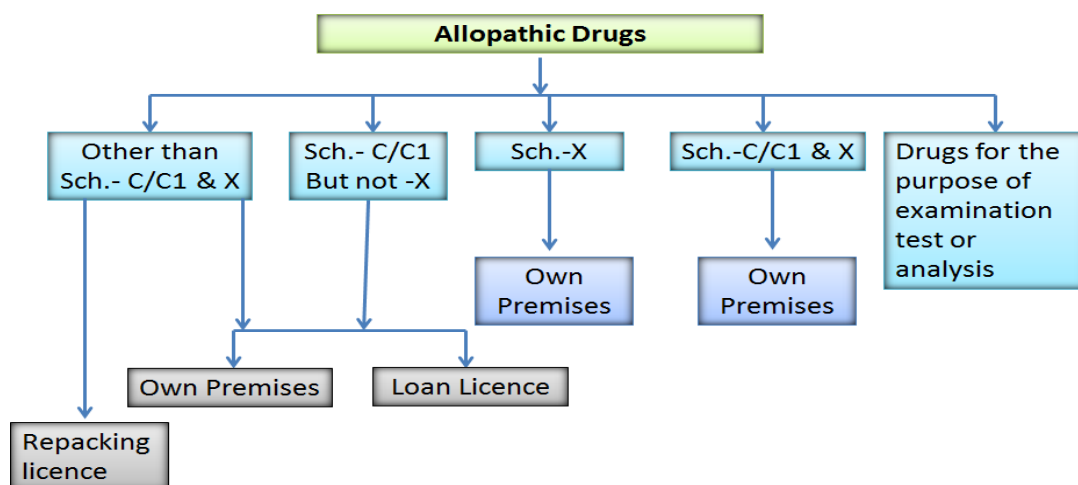 Allopathic Drugs
Other than
Sch.- C/C1 & X
Sch.- C/C1
But not -X
Sch.-X
Sch.-C/C1 & X
Drugs for the
purpose of
examination
test or
analysis
Own
Premises
Own
Premises
Own Premises
Loan Licence
Repacking
licence